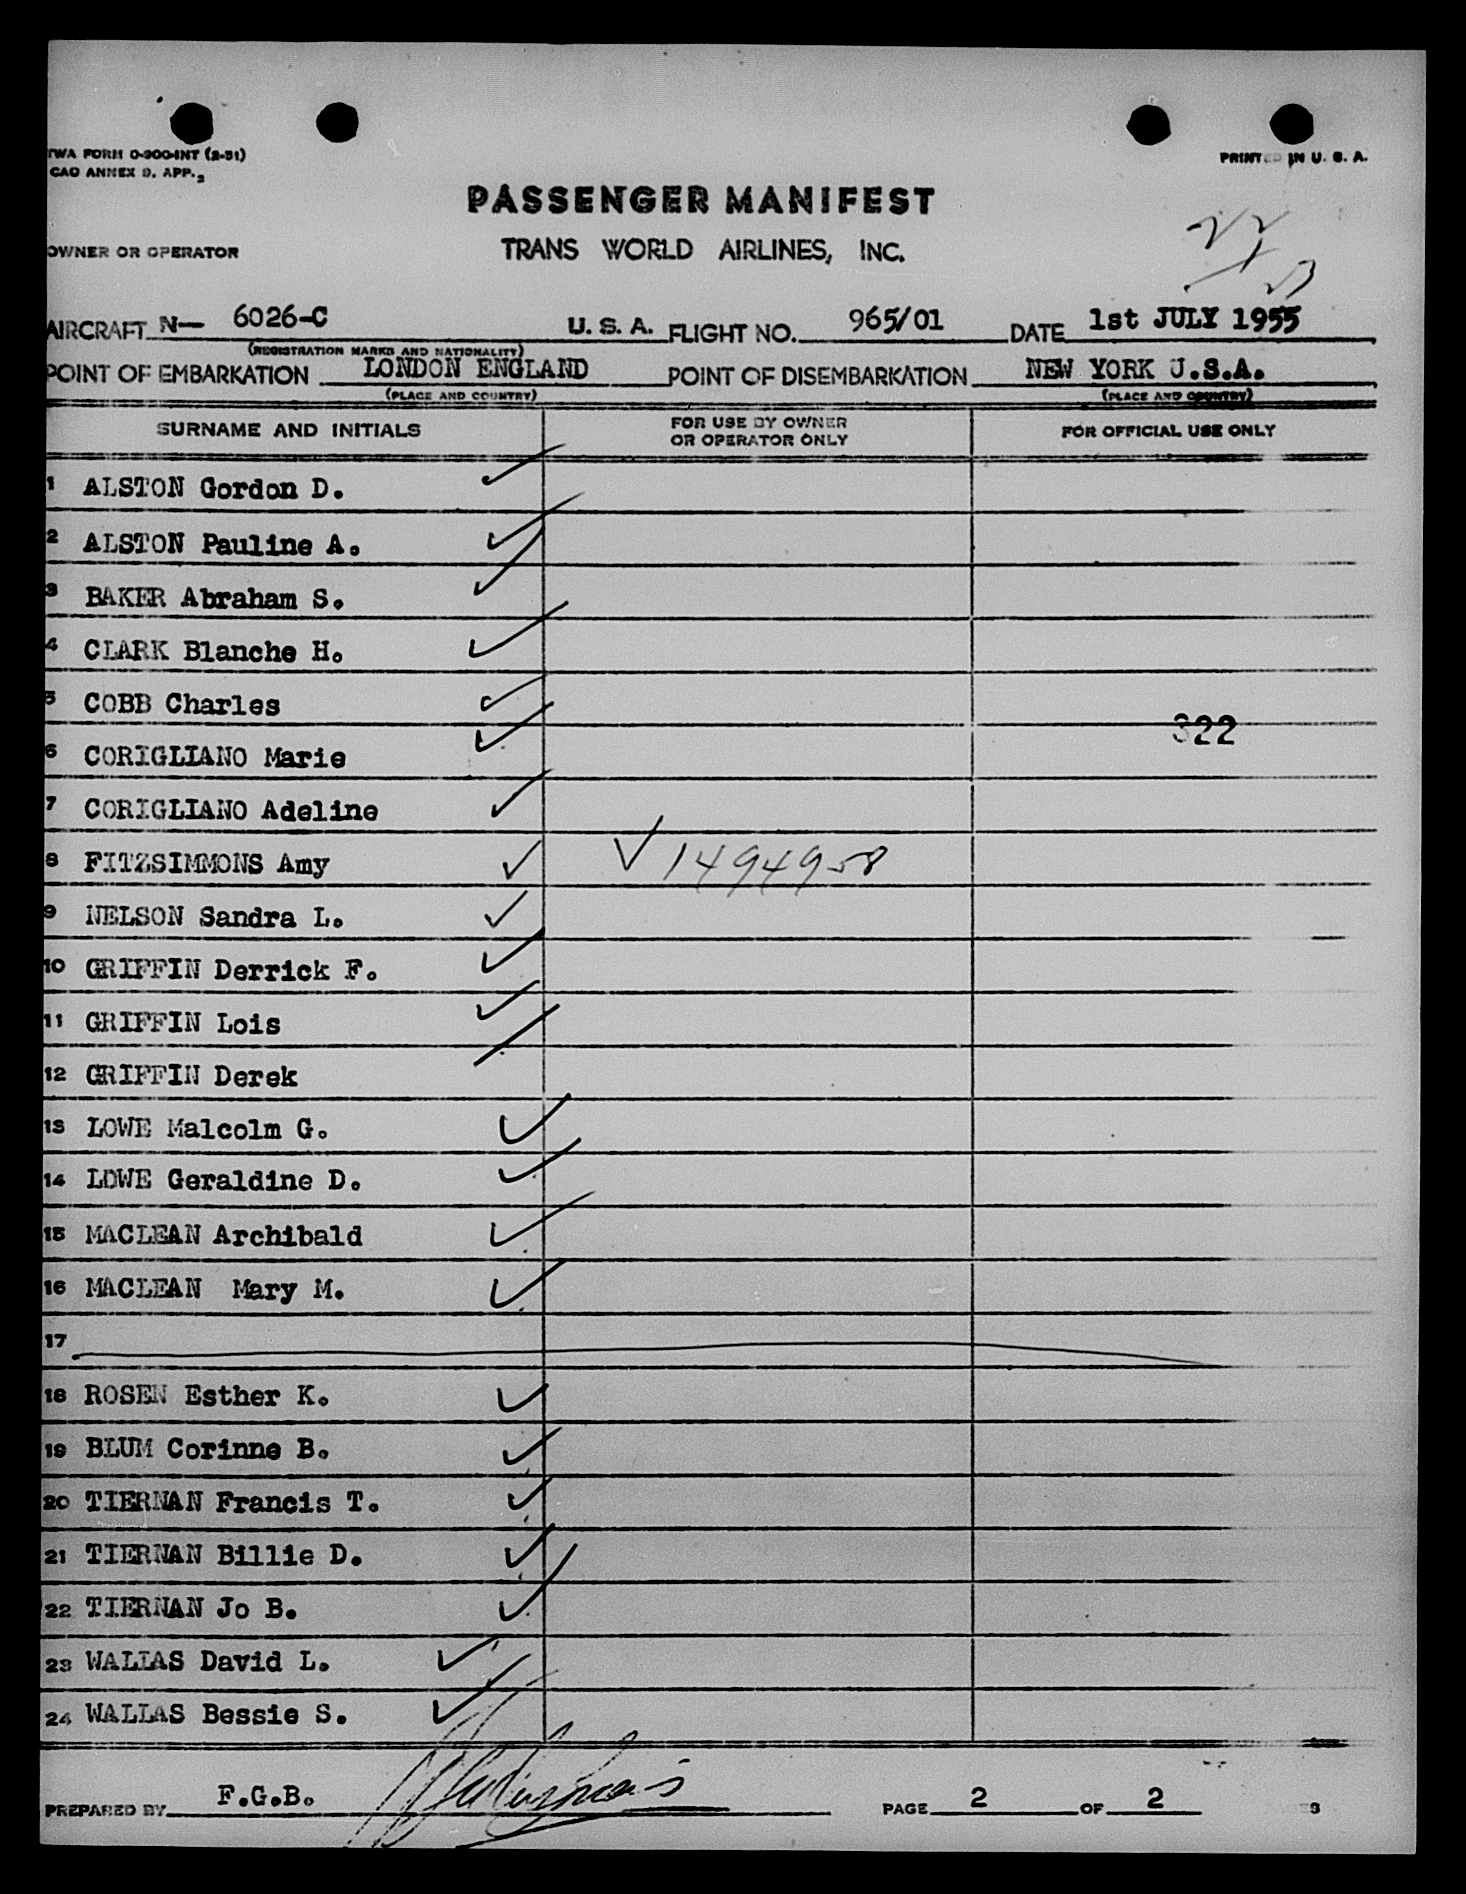 TWA FORM O-900-INT (2-51)
PRINTED IN U. S. A.
CAO ANNEX 9, APP. 2
PASSENGER MANIFEST
OWNER OR OPERATOR TRANS WORLD AIRLINES, INC.
AIRCRAFT N— 6026-C U. S. A. FLIGHT NO. 965/01 DATE 1st JULY 1955
(REGISTRATION MARKS AND NATIONALITY)
POINT OF EMBARKATION LONDON ENGLAND POINT OF DISEMBARKATION NEW YORK U.S.A.
(PLACE AND COUNTRY) (PLACE AND COUNTRY)
SURNAME AND INITIALS FOR USE BY OWNER OR OPERATOR ONLY FOR OFFICIAL USE ONLY
1 ALSTON Gordon D.
2 ALSTON Pauline A.
3 BAKER Abraham S.
4 CLARK Blanche H.
5 COBB Charles
322
6 CORIGLIANO Marie
7 CORIGLIANO Adeline
8 FITZSIMMONS Amy ✓ 1494958
9 NELSON Sandra L.
10 GRIFFIN Derrick F.
11 GRIFFIN Lois
12 GRIFFIN Derek
13 LOWE Malcolm G.
14 LOWE Geraldine D.
15 MACLEAN Archibald
16 MACLEAN Mary M.
17
18 ROSEN Esther K.
19 BLUM Corinne B.
20 TIERNAN Francis T.
21 TIERNAN Billie D.
22 TIERNAN Jo B.
23 WALLAS David L.
24 WALLAS Bessie S.
PREPARED BY F.G.B. PAGE 2 OF 2